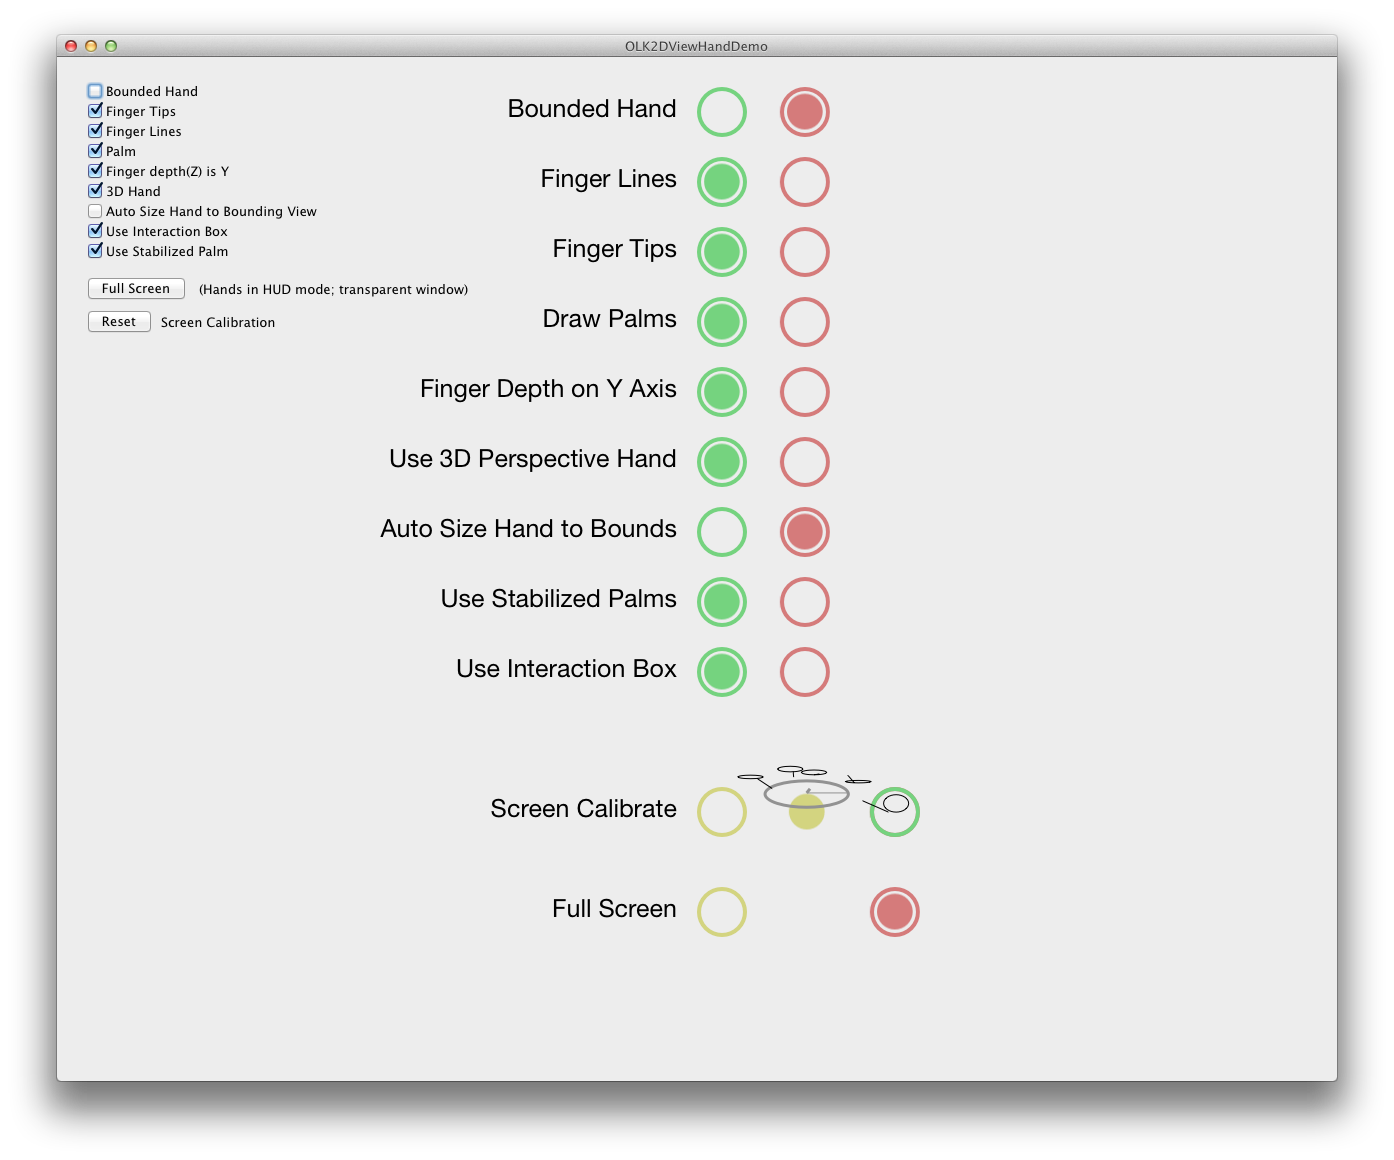 OLK2DViewHandDemo
Bounded Hand
Finger Tips
Finger Lines
Palm
Finger depth(Z) is Y
3D Hand
Auto Size Hand to Bounding View
Use Interaction Box
Use Stabilized Palm
Full Screen (Hands in HUD mode; transparent window)
Reset Screen Calibration
Bounded Hand
Finger Lines
Finger Tips
Draw Palms
Finger Depth on Y Axis
Use 3D Perspective Hand
Auto Size Hand to Bounds
Use Stabilized Palms
Use Interaction Box
Screen Calibrate
Full Screen